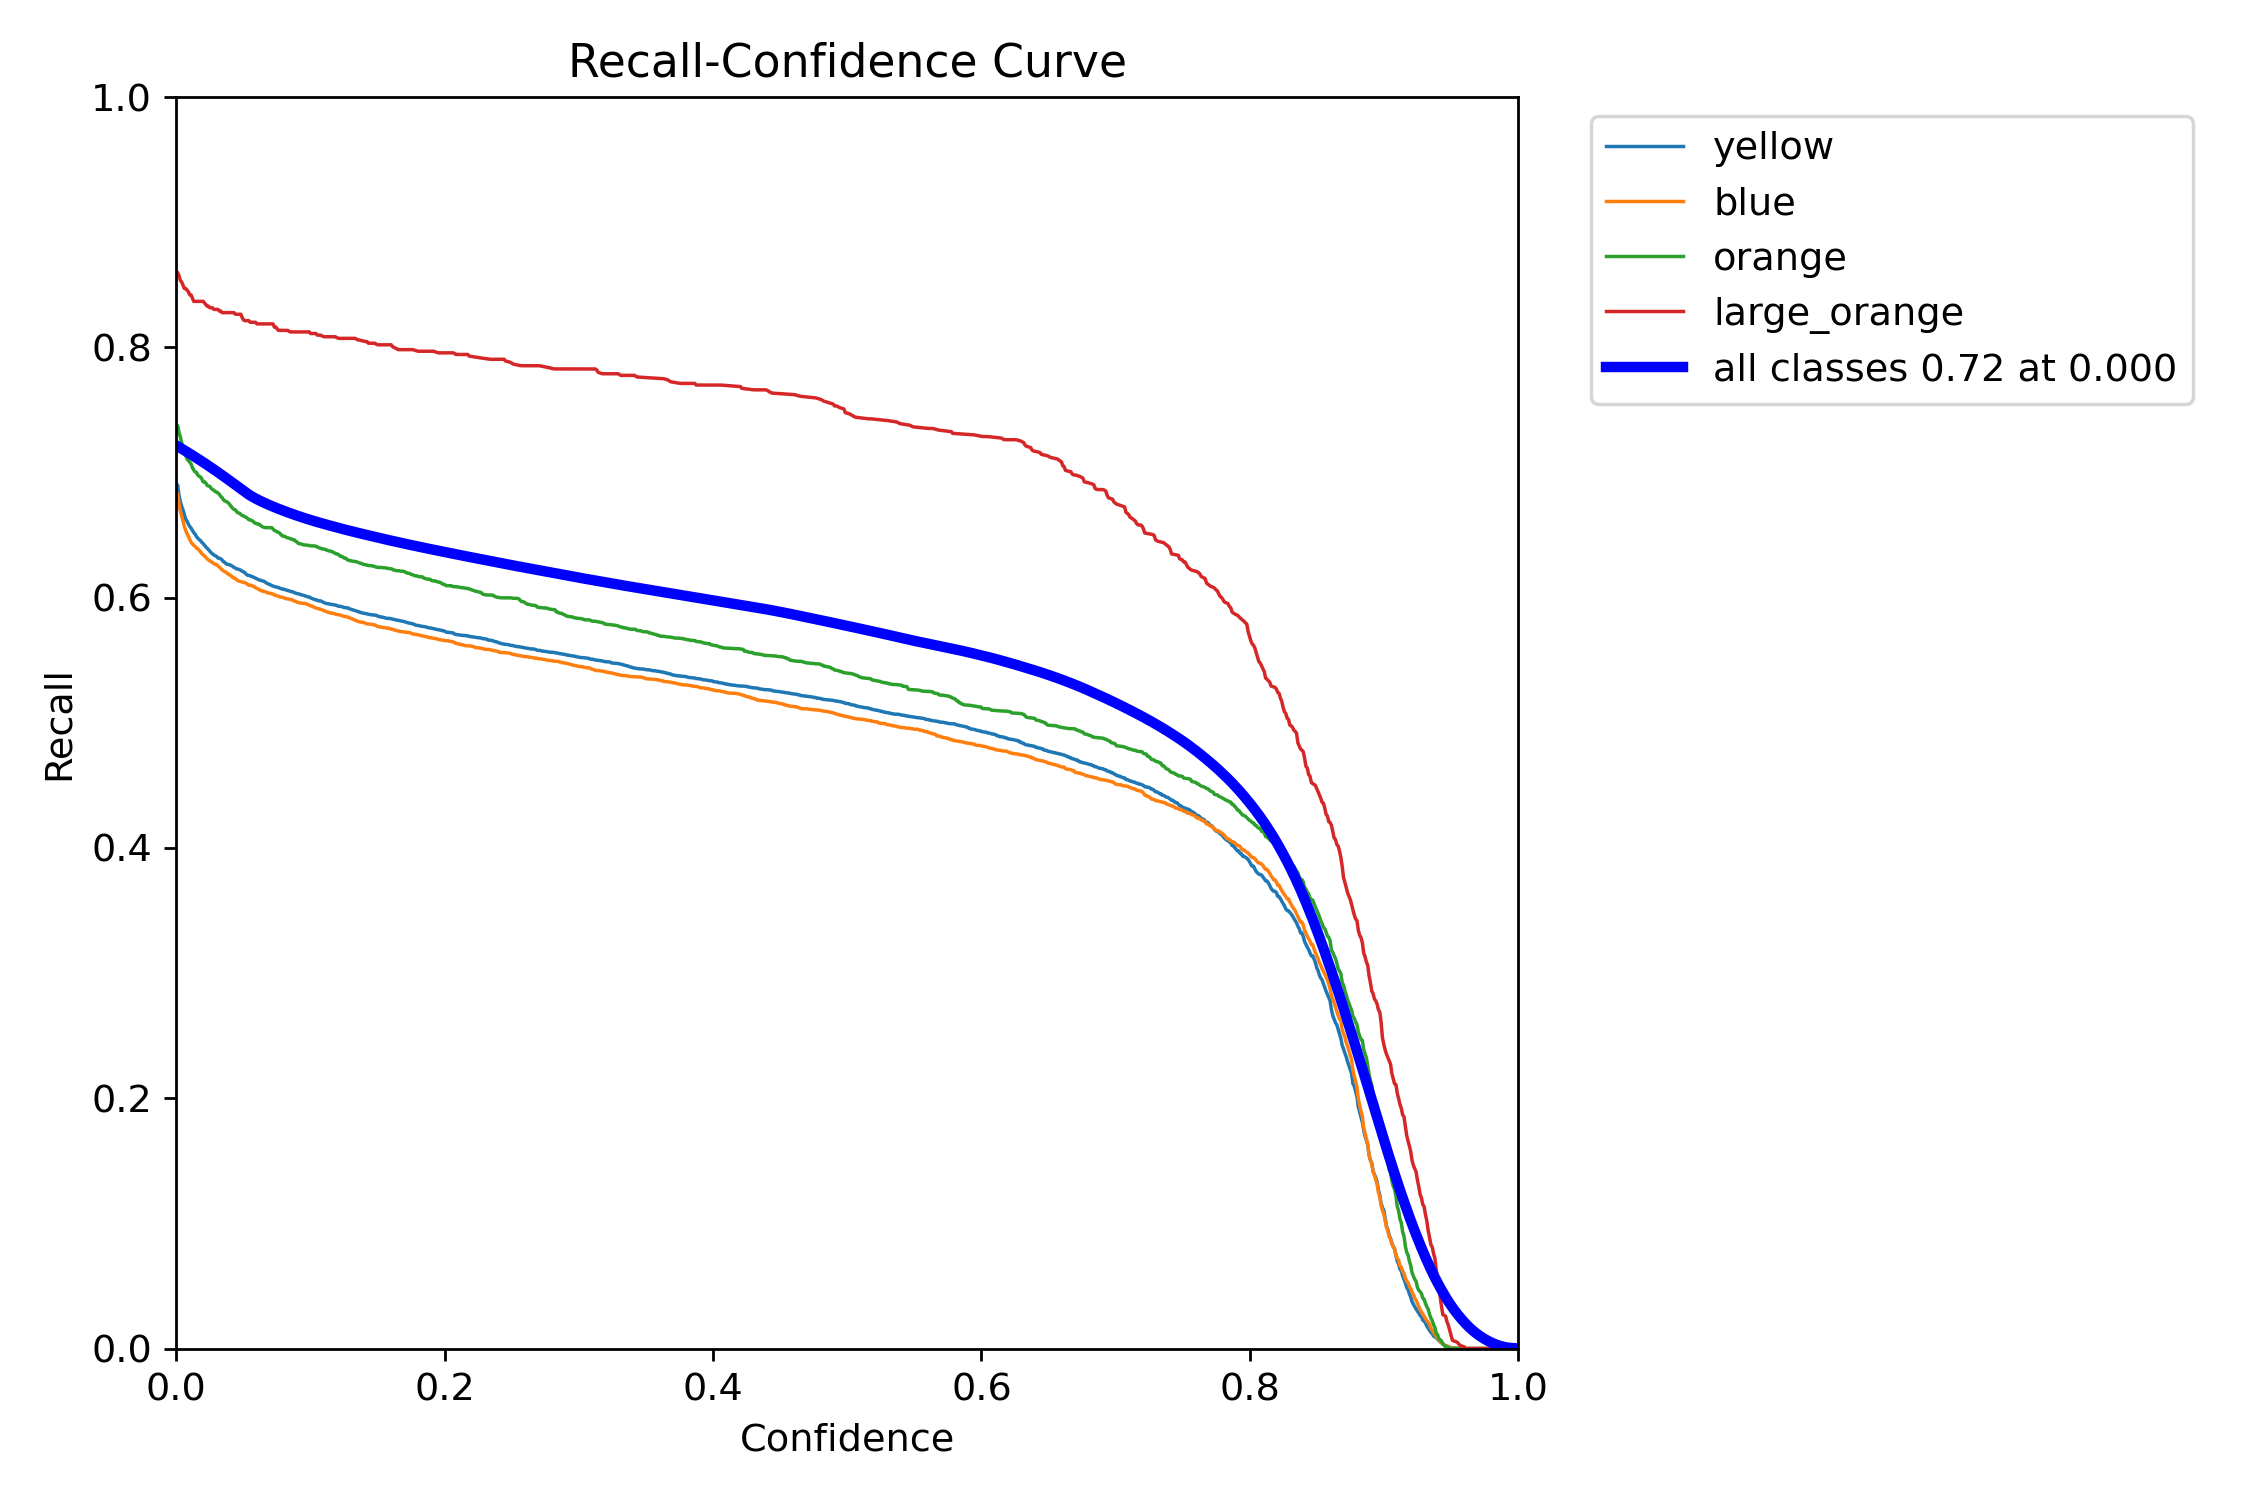 Recall-Confidence Curve
1.0
0.8
0.6
0.4
0.2
0.0
Recall
0.0 0.2 0.4 0.6 0.8 1.0
Confidence
yellow
blue
orange
large_orange
all classes 0.72 at 0.000